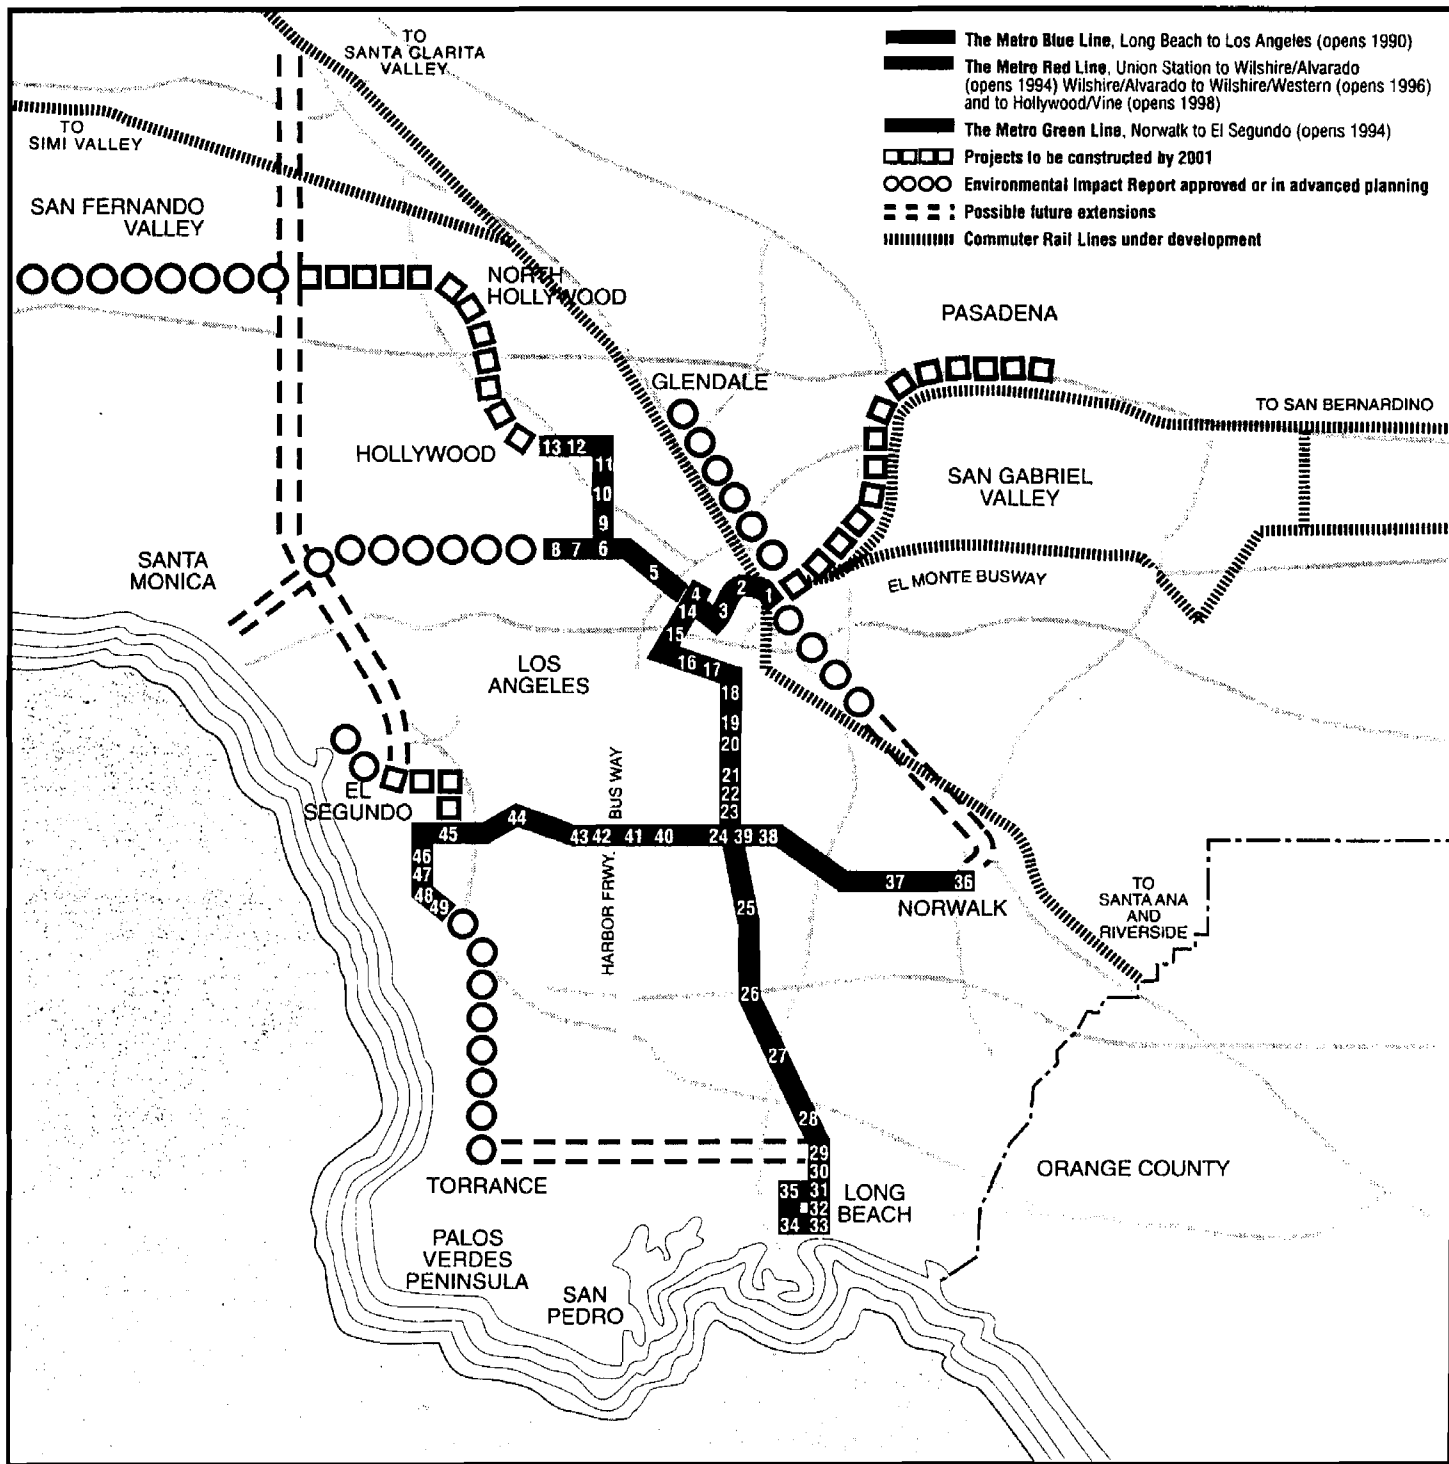 TO
SANTA CLARITA
VALLEY
The Metro Blue Line, Long Beach to Los Angeles (opens 1990)
The Metro Red Line, Union Station to Wilshire/Alvarado
(opens 1994) Wilshire/Alvarado to Wilshire/Western (opens 1996)
and to Hollywood/Vine (opens 1998)
The Metro Green Line, Norwalk to El Segundo (opens 1994)
Projects to be constructed by 2001
Environmental Impact Report approved or in advanced planning
Possible future extensions
Commuter Rail Lines under development
TO
SIMI VALLEY
SAN FERNANDO
VALLEY
NORTH
HOLLYWOOD
PASADENA
GLENDALE
TO SAN BERNARDINO
HOLLYWOOD
13 12
11
10
9
8 7 6
5
4
3
2
1
SAN GABRIEL
VALLEY
EL MONTE BUSWAY
SANTA
MONICA
14
15
16 17
18
19
20
21
22
23
LOS
ANGELES
EL
SEGUNDO
HARBOR FRWY. BUS WAY
45 44 43 42 41 40 24 39 38
46
47
48
49
37 36
NORWALK
25
26
27
28
29
30
35 31
32
34 33
TO
SANTA ANA
AND
RIVERSIDE
TORRANCE
LONG
BEACH
ORANGE COUNTY
PALOS
VERDES
PENINSULA
SAN
PEDRO